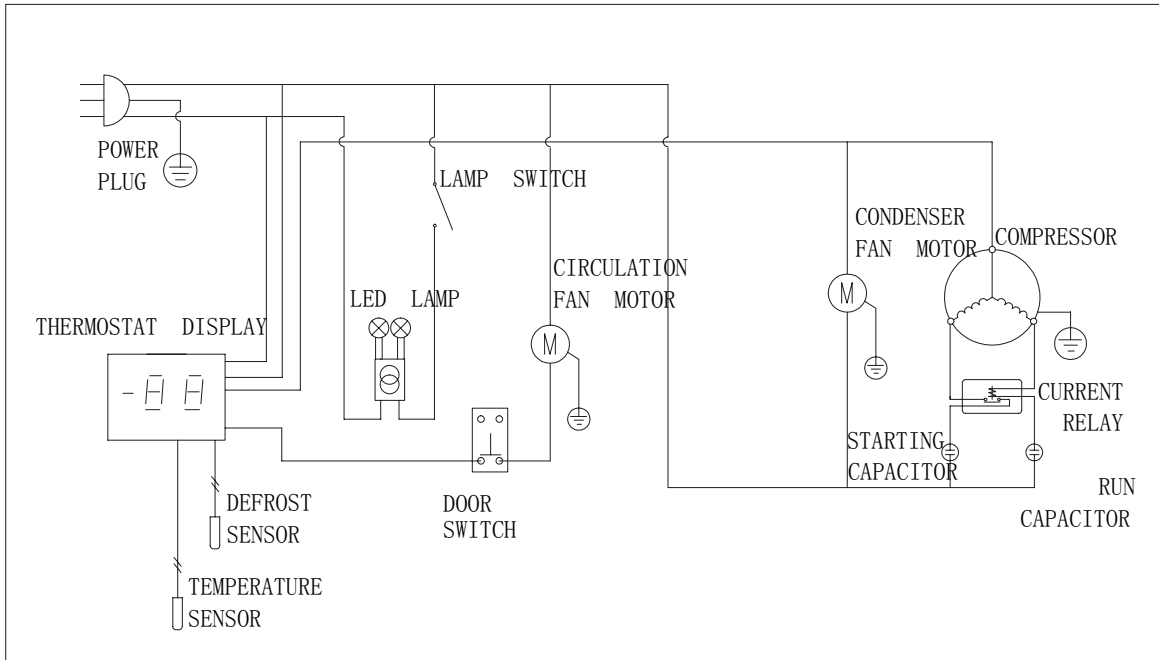 POWER
PLUG
LAMP SWITCH
CONDENSER
FAN MOTOR
COMPRESSOR
CIRCULATION
FAN MOTOR
LED LAMP
THERMOSTAT DISPLAY
M
M
-88
CURRENT
RELAY
STARTING
CAPACITOR
RUN
CAPACITOR
DOOR
SWITCH
DEFROST
SENSOR
TEMPERATURE
SENSOR